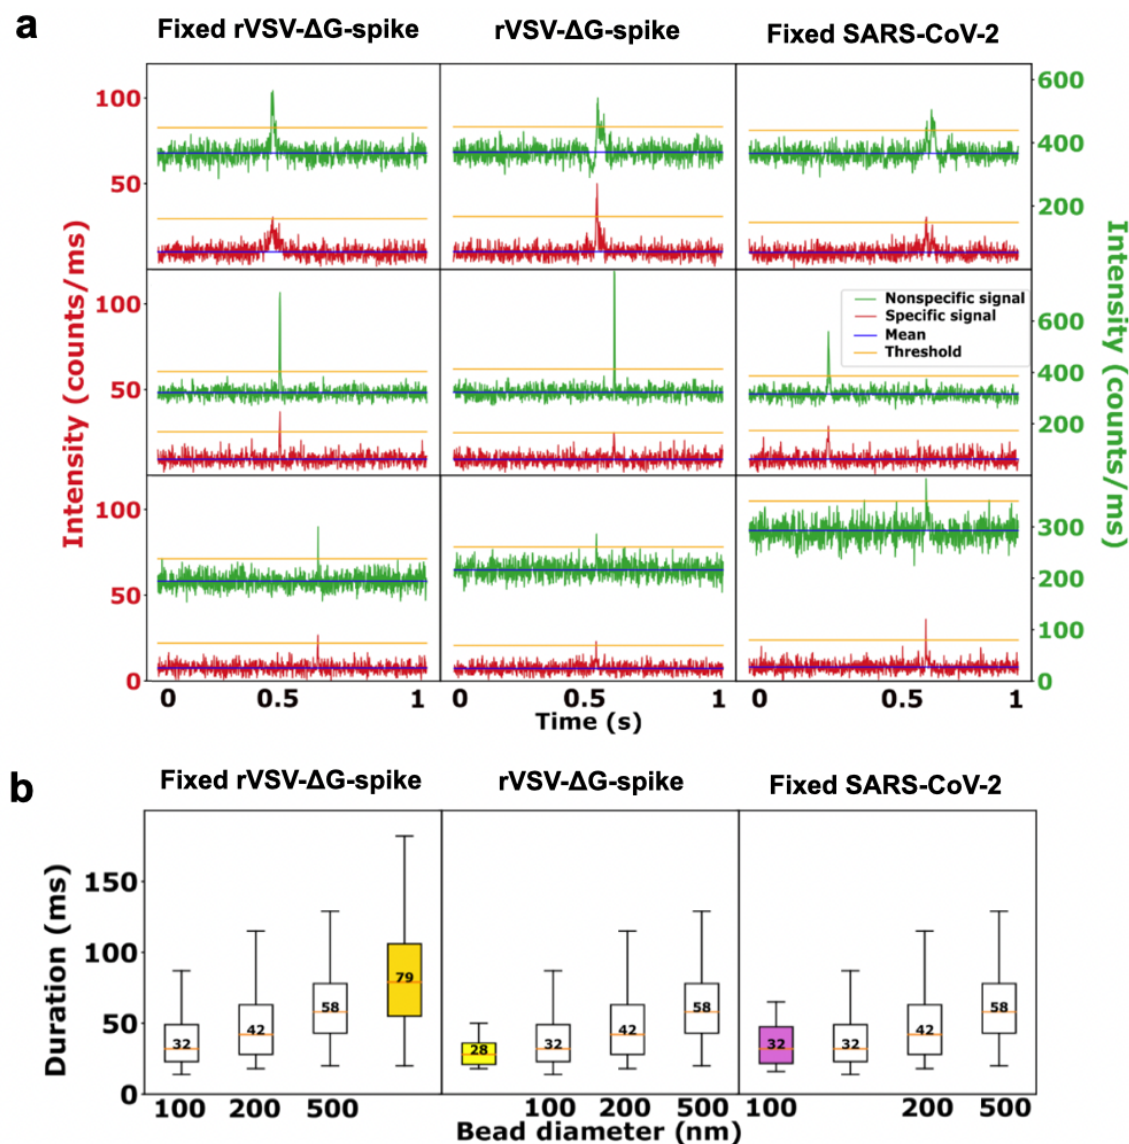 a
Fixed rVSV-ΔG-spike
rVSV-ΔG-spike
Fixed SARS-CoV-2
100
50
600
400
200
100
50
600
400
200
Nonspecific signal
Specific signal
Mean
Threshold
100
50
0
300
200
100
0
Intensity (counts/ms)
Intensity (counts/ms)
0 0.5 1
0 0.5 1
0 0.5 1
Time (s)
b
Fixed rVSV-ΔG-spike
rVSV-ΔG-spike
Fixed SARS-CoV-2
Duration (ms)
150
100
50
0
32 42 58 79
28 32 42 58
32 32 42 58
100 200 500
100 200 500
100 200 500
Bead diameter (nm)